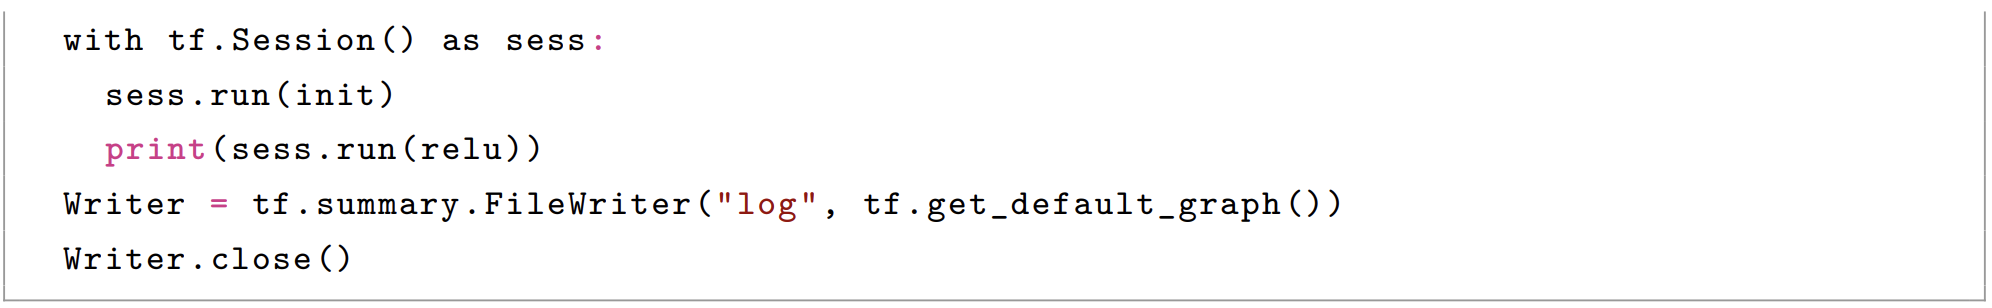 with tf.Session() as sess:
  sess.run(init)
  print(sess.run(relu))
Writer = tf.summary.FileWriter("log", tf.get_default_graph())
Writer.close()